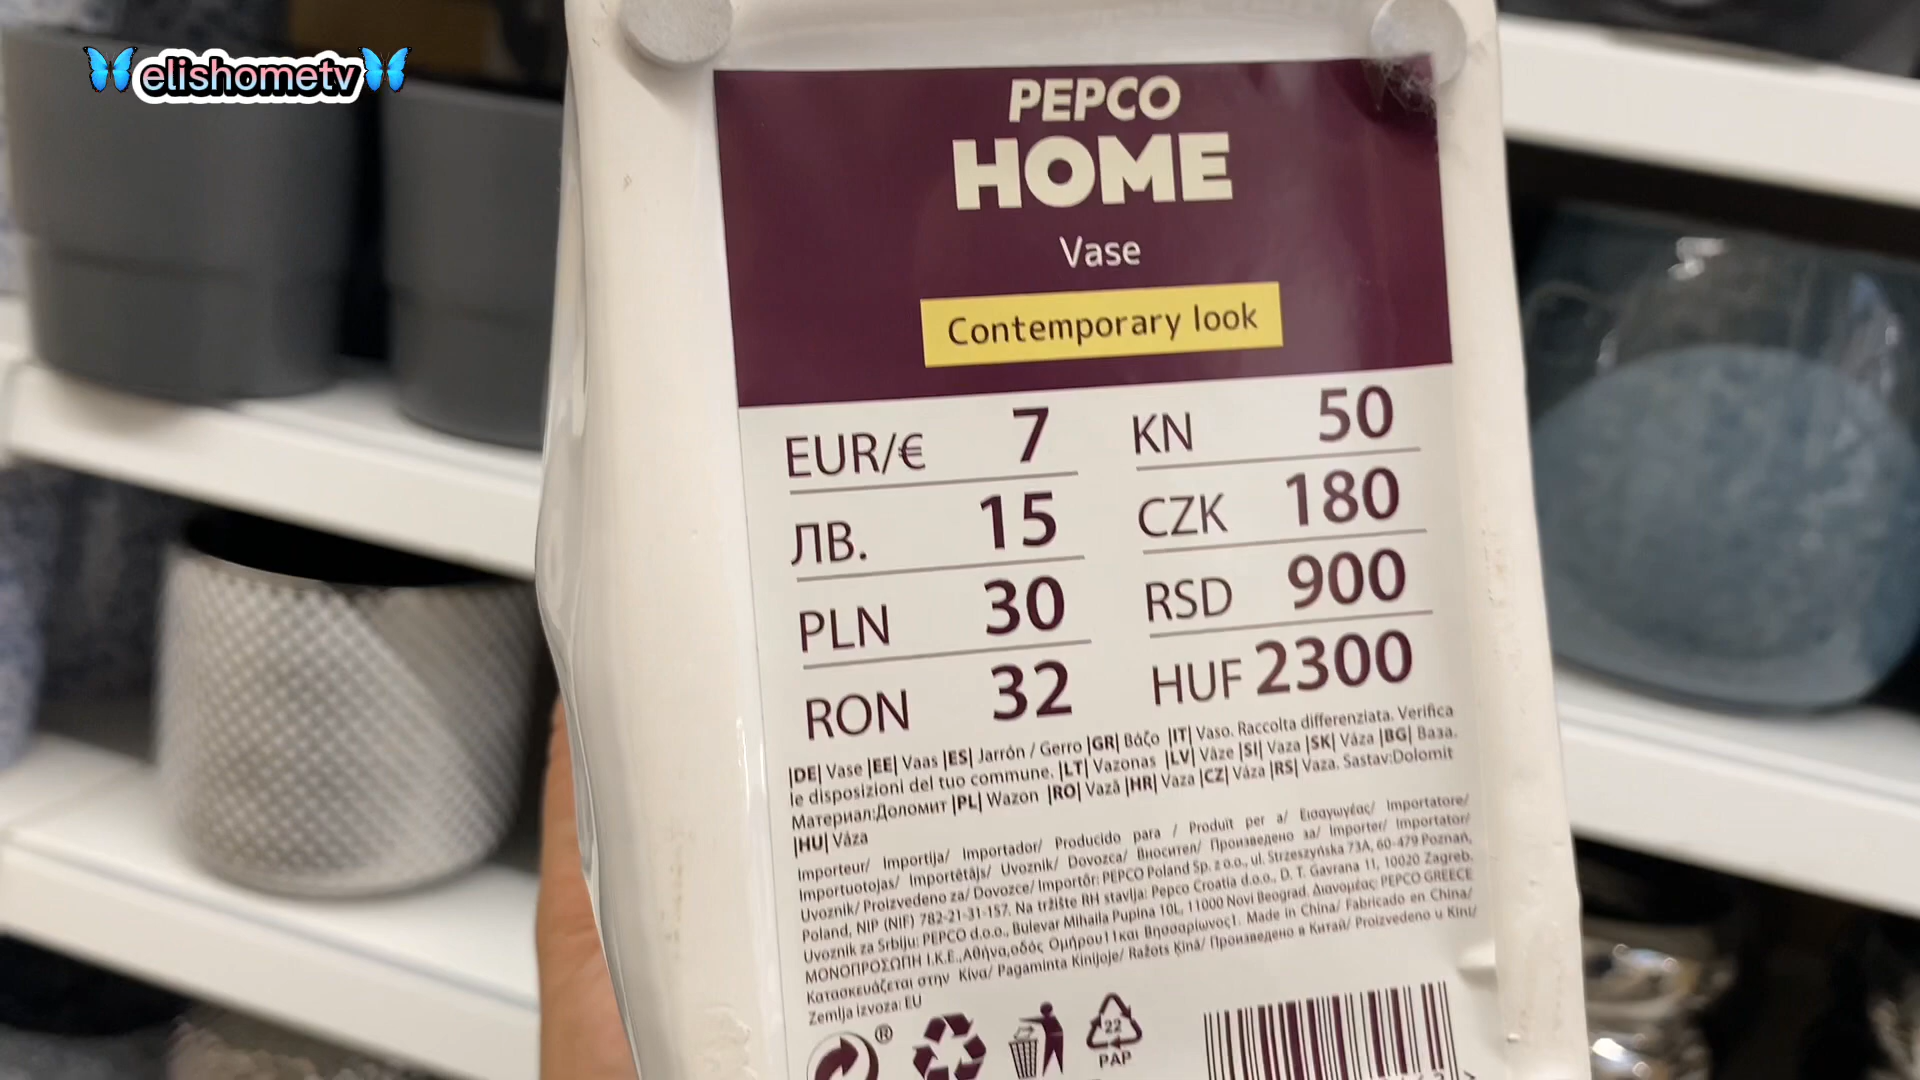 elishometv
PEPCO
HOME
Vase
Contemporary look
EUR/€ 7 KN 50
ЛВ. 15 CZK 180
PLN 30 RSD 900
RON 32 HUF 2300
|DE| Vase |EE| Vaas |ES| Jarrón / Gerro |GR| Βάζο |IT| Vaso. Raccolta differenziata. Verifica
le disposizioni del tuo commune. |LT| Vazonas |LV| Vāze |SI| Vaza |SK| Váza |BG| Ваза.
Материал:Доломит |PL| Wazon |RO| Vază |HR| Vaza |CZ| Váza |RS| Vaza. Sastav:Dolomit
|HU| Váza
Importeur/ Importija/ Importador/ Producido para / Produït per a/ Εισαγωγέας/ Importatore/
Importuotojas/ Importētājs/ Uvoznik/ Dovozca/ Вносител/ Произведено за/ Importer/ Importator/
Uvoznik/ Proizvedeno za/ Dovozce/ Importőr: PEPCO Poland Sp. z o.o., ul. Strzeszyńska 73A, 60-479 Poznań,
Poland, NIP (NIF) 782-21-31-157. Na tržište RH stavlja: Pepco Croatia d.o.o., D. T. Gavrana 11, 10020 Zagreb.
Uvoznik za Srbiju: PEPCO d.o.o., Bulevar Mihaila Pupina 10L, 11000 Novi Beograd. Διανομέας: PEPCO GREECE
ΜΟΝΟΠΡΟΣΩΠΗ Ι.Κ.Ε.,Αθήνα,οδός Ομήρου11και Βησσαρίωνος1. Made in China/ Fabricado en China/
Κατασκευάζεται στην Κίνα/ Pagaminta Kinijoje/ Ražots Ķīnā/ Произведено в Китай/ Proizvedeno u Kini/
Zemlja izvoza: EU
®
22
PAP